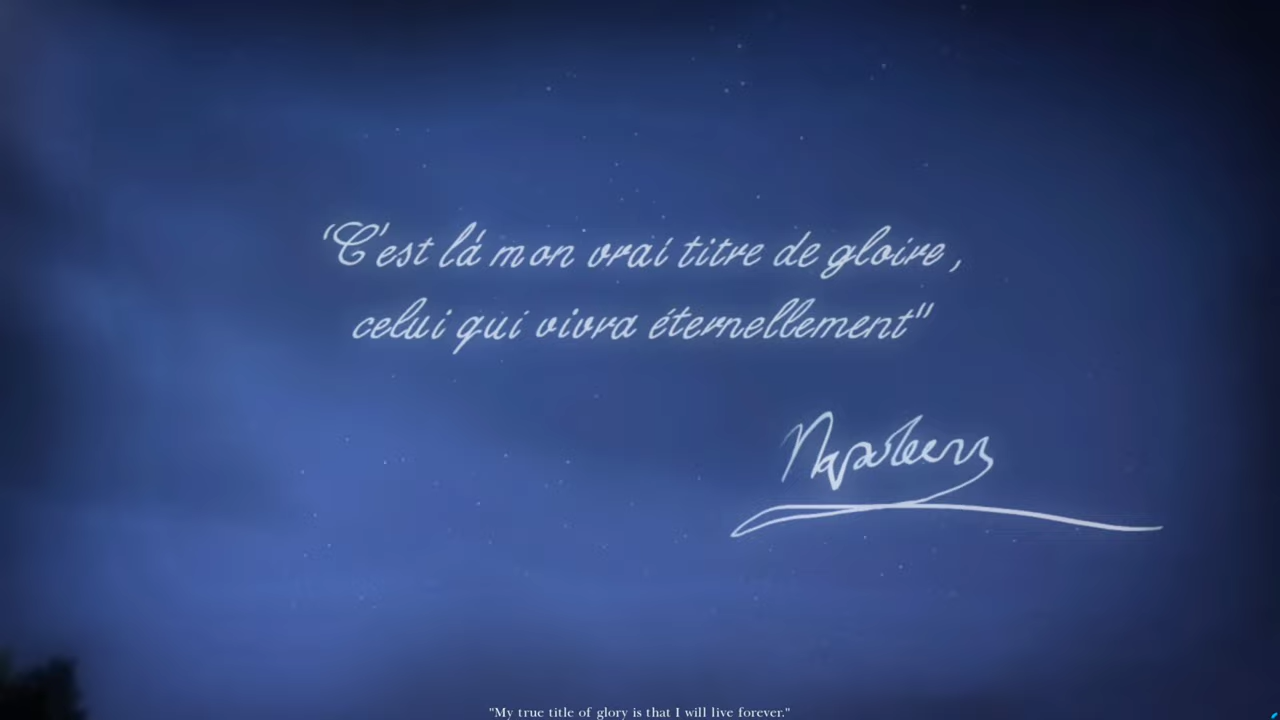 "C'est là mon vrai titre de gloire,
celui qui vivra éternellement"
Napoleon
"My true title of glory is that I will live forever."